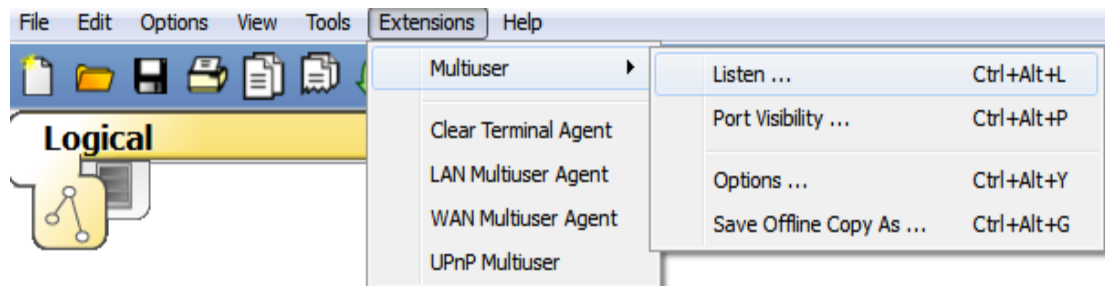 File Edit Options View Tools Extensions Help
Multiuser
Listen ... Ctrl+Alt+L
Port Visibility ... Ctrl+Alt+P
Options ... Ctrl+Alt+Y
Save Offline Copy As ... Ctrl+Alt+G
Clear Terminal Agent
LAN Multiuser Agent
WAN Multiuser Agent
UPnP Multiuser
Logical